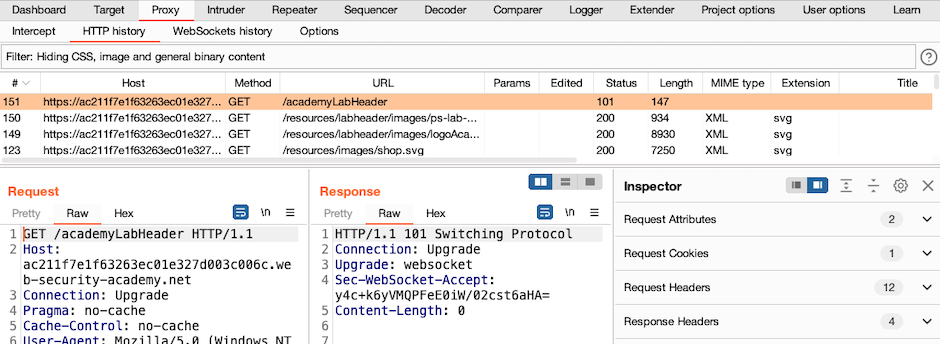 Dashboard Target Proxy Intruder Repeater Sequencer Decoder Comparer Logger Extender Project options User options Learn
Intercept HTTP history WebSockets history Options
Filter: Hiding CSS, image and general binary content ?
# Host Method URL Params Edited Status Length MIME type Extension Title
151 https://ac211f7e1f63263ec01e327... GET /academyLabHeader 101 147
150 https://ac211f7e1f63263ec01e327... GET /resources/labheader/images/ps-lab-... 200 934 XML svg
149 https://ac211f7e1f63263ec01e327... GET /resources/labheader/images/logoAca... 200 8930 XML svg
123 https://ac211f7e1f63263ec01e327... GET /resources/images/shop.svg 200 7250 XML svg
Request
Pretty Raw Hex \n
1 GET /academyLabHeader HTTP/1.1
2 Host:
ac211f7e1f63263ec01e327d003c006c.we
b-security-academy.net
3 Connection: Upgrade
4 Pragma: no-cache
5 Cache-Control: no-cache
6 User-Agent: Mozilla/5.0 (Windows NT
Response
Pretty Raw Hex \n
1 HTTP/1.1 101 Switching Protocol
2 Connection: Upgrade
3 Upgrade: websocket
4 Sec-WebSocket-Accept:
y4c+k6yVMQPFeE0iW/02cst6aHA=
5 Content-Length: 0
6
7
Inspector
Request Attributes 2
Request Cookies 1
Request Headers 12
Response Headers 4